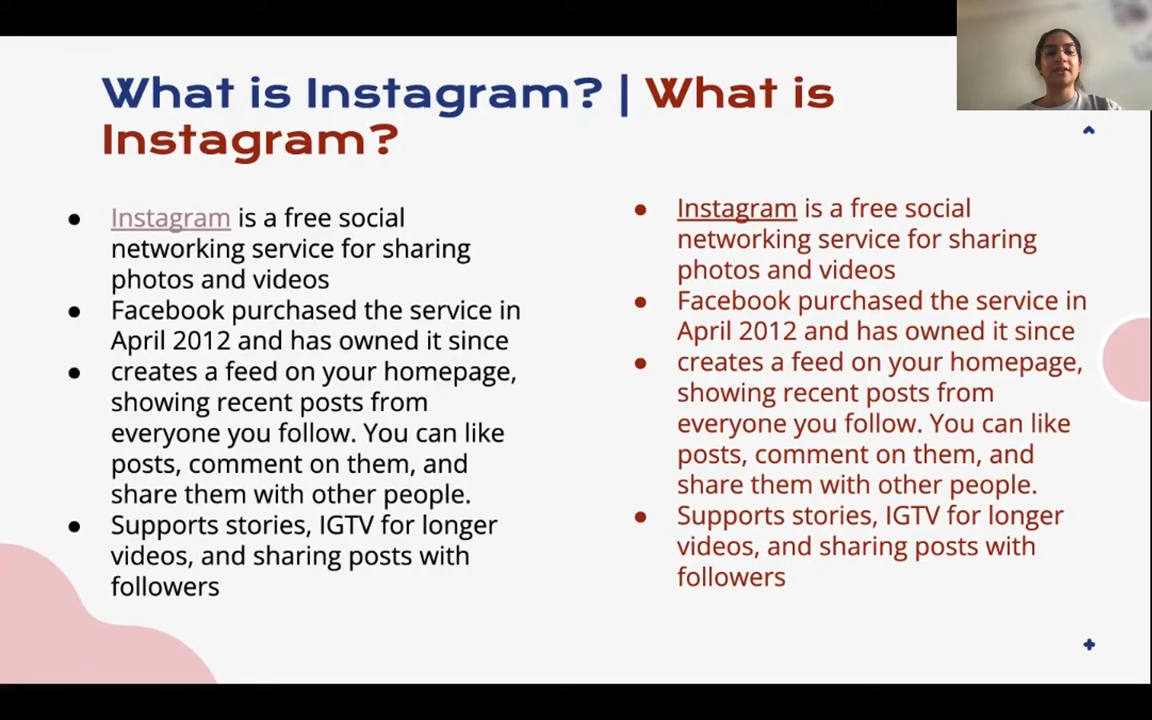 What is Instagram? | What is
Instagram?
● Instagram is a free social
networking service for sharing
photos and videos
● Facebook purchased the service in
April 2012 and has owned it since
● creates a feed on your homepage,
showing recent posts from
everyone you follow. You can like
posts, comment on them, and
share them with other people.
● Supports stories, IGTV for longer
videos, and sharing posts with
followers
● Instagram is a free social
networking service for sharing
photos and videos
● Facebook purchased the service in
April 2012 and has owned it since
● creates a feed on your homepage,
showing recent posts from
everyone you follow. You can like
posts, comment on them, and
share them with other people.
● Supports stories, IGTV for longer
videos, and sharing posts with
followers